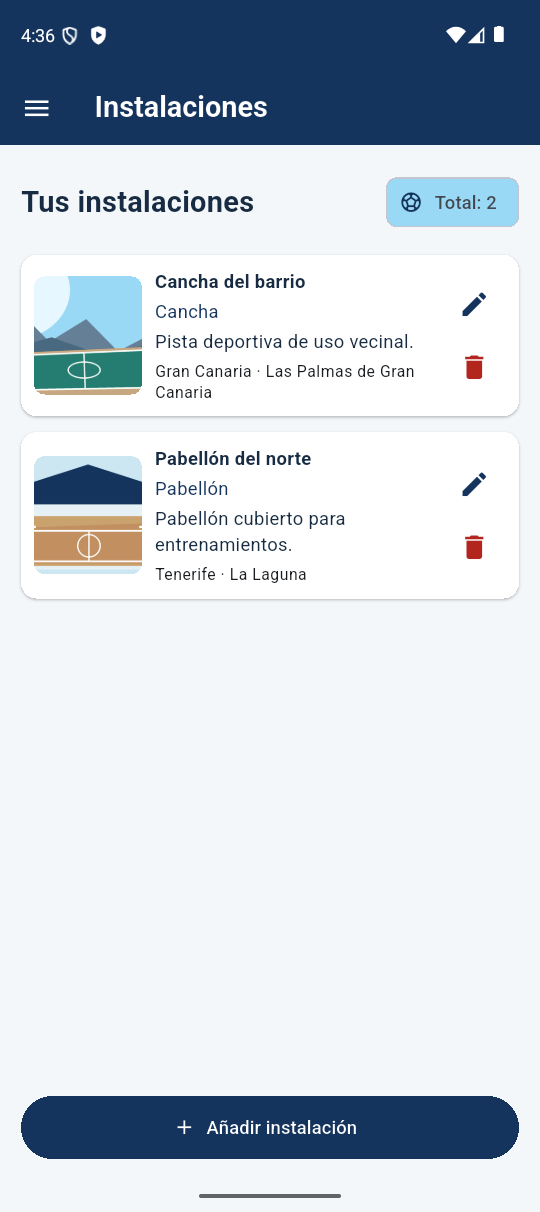 4:36
Instalaciones
Tus instalaciones
Total: 2
Cancha del barrio
Cancha
Pista deportiva de uso vecinal.
Gran Canaria · Las Palmas de Gran
Canaria
Pabellón del norte
Pabellón
Pabellón cubierto para
entrenamientos.
Tenerife · La Laguna
+ Añadir instalación